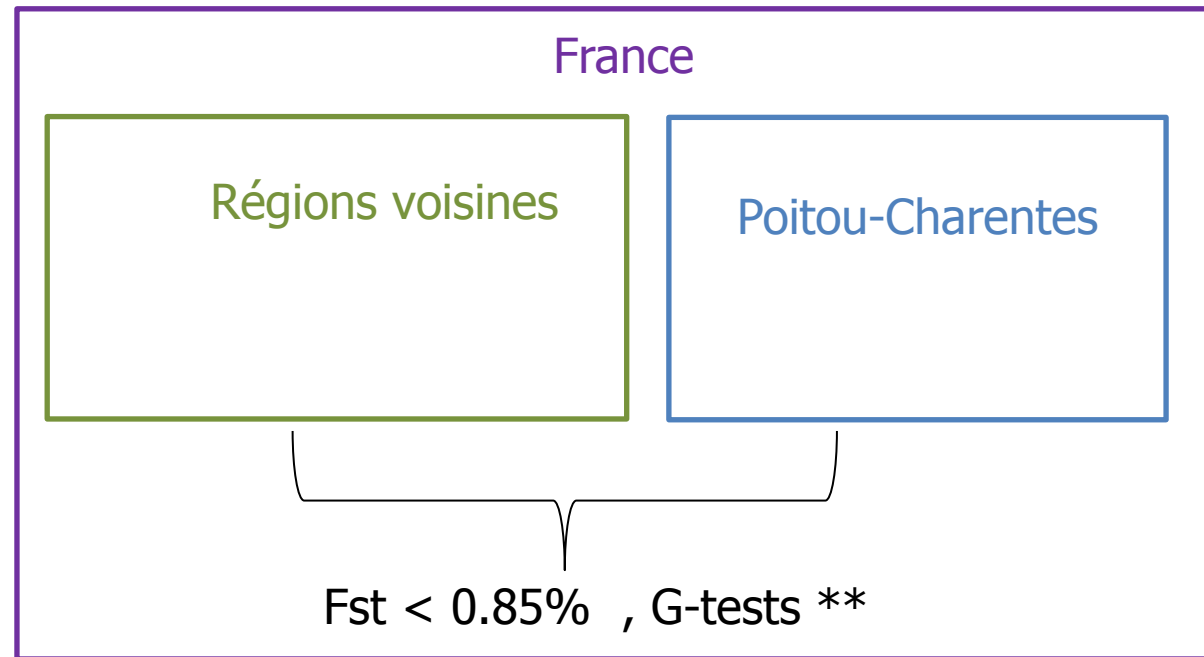 France
Régions voisines
Poitou-Charentes
Fst < 0.85% , G-tests **